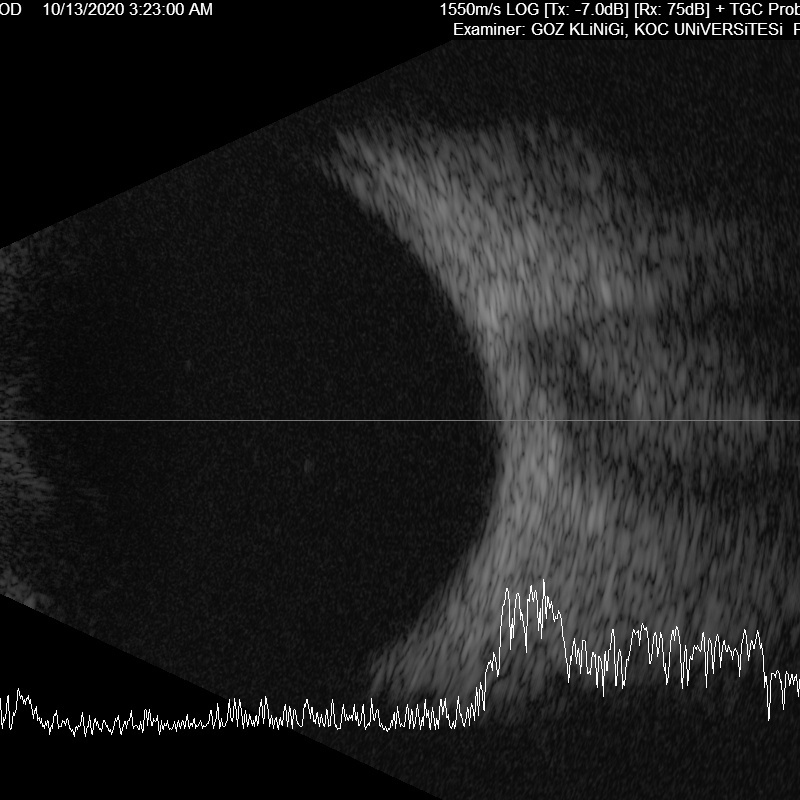 OD 10/13/2020 3:23:00 AM 1550m/s LOG [Tx: -7.0dB] [Rx: 75dB] + TGC Prob
Examiner: GOZ KLiNiGi, KOC UNiVERSiTESi